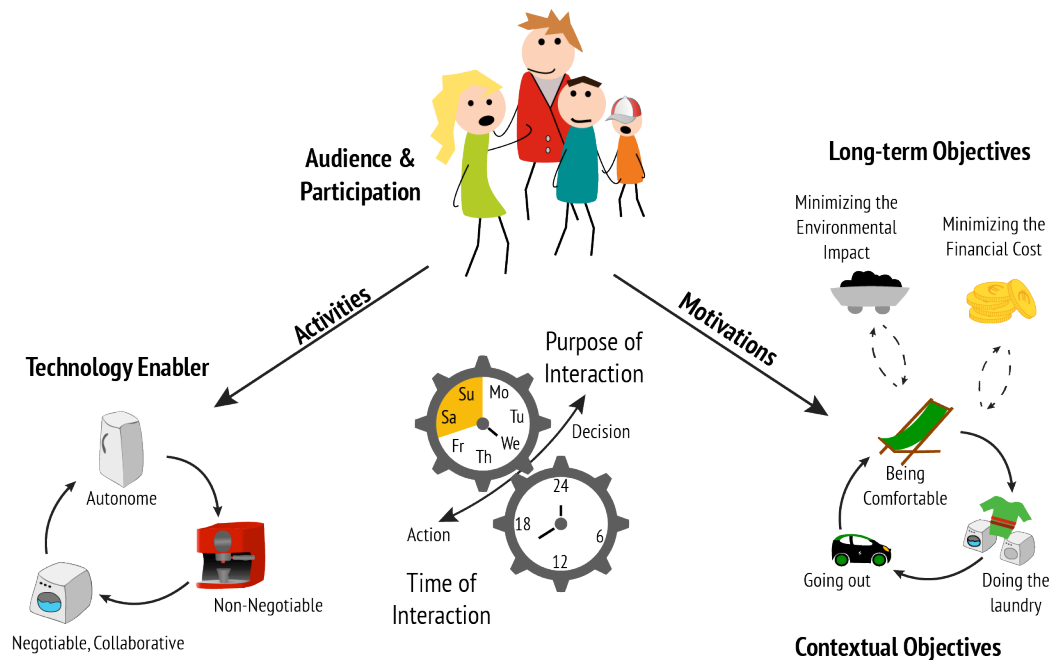 Audience &
Participation
Long-term Objectives
Minimizing the
Environmental
Impact
Minimizing the
Financial Cost
Activities
Motivations
Technology Enabler
Autonome
Non-Negotiable
Negotiable, Collaborative
Purpose of
Interaction
Decision
Su
Mo
Sa
Tu
Fr
We
Th
24
18
6
12
Action
Time of
Interaction
Being
Comfortable
Going out
Doing the
laundry
Contextual Objectives